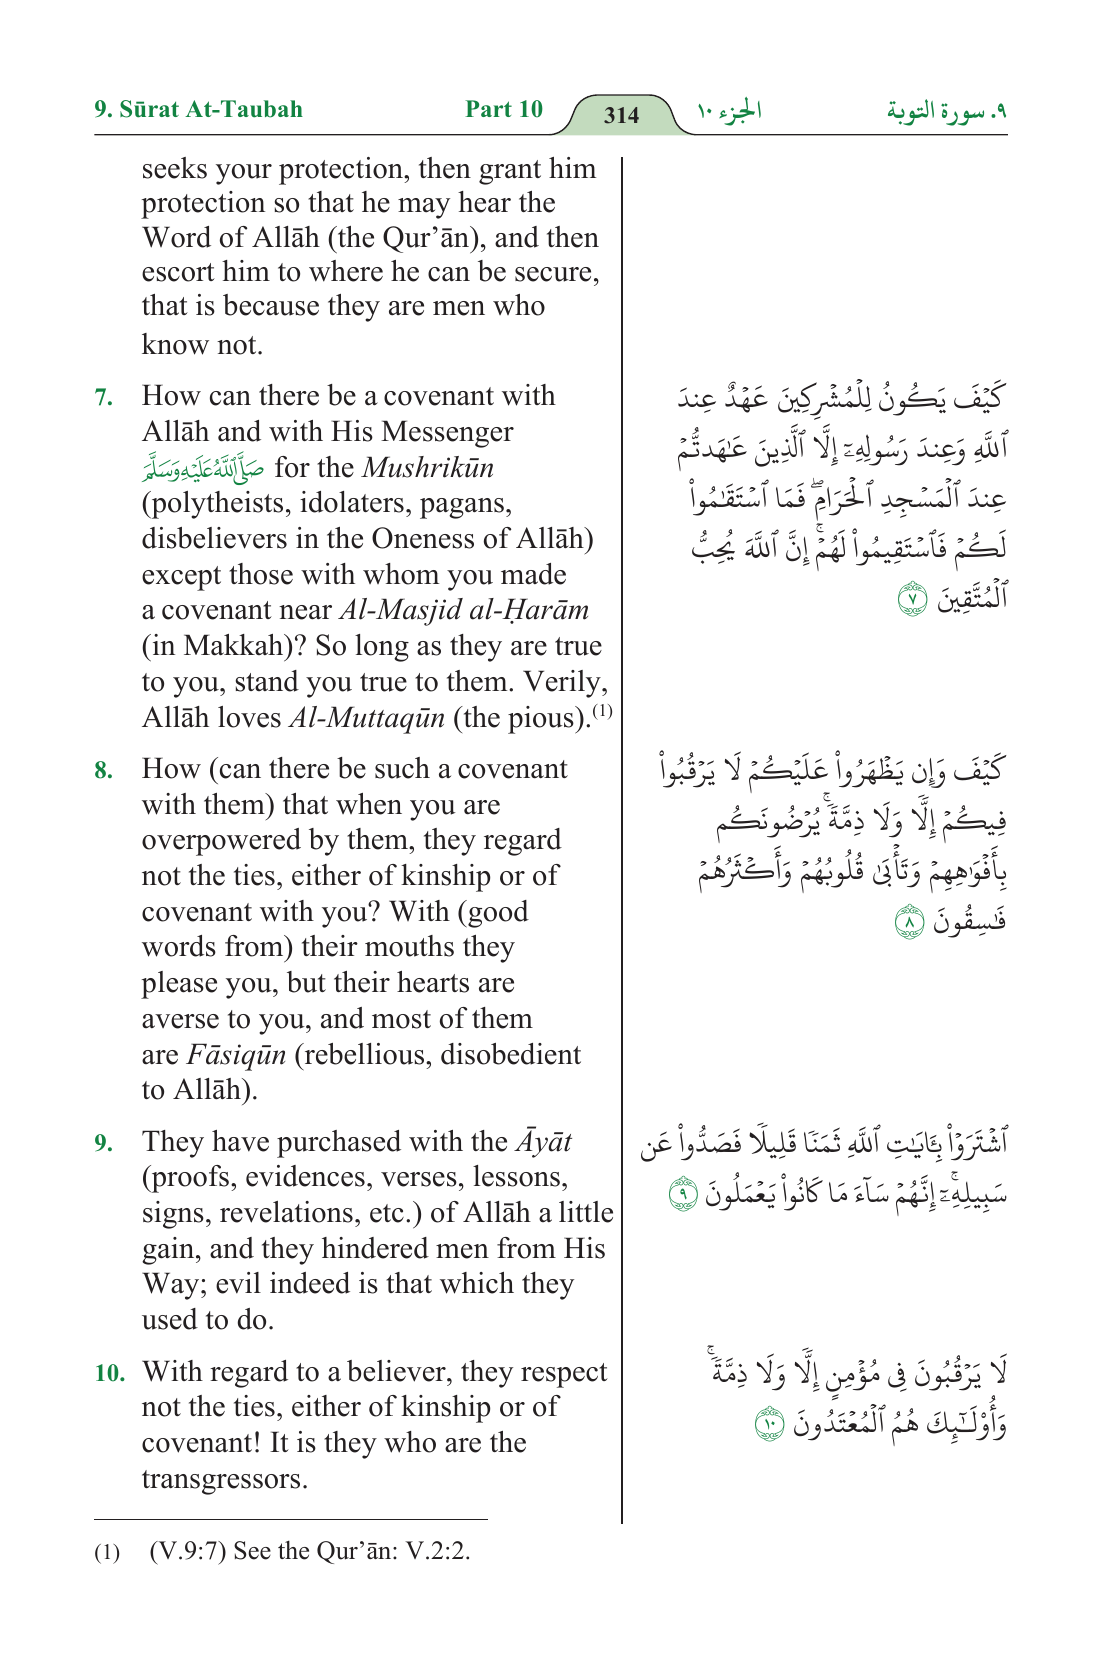 9. Sūrat At-Taubah
Part 10
314
الجزء ١٠
٩. سورة التوبة
seeks your protection, then grant him
protection so that he may hear the
Word of Allāh (the Qur’ān), and then
escort him to where he can be secure,
that is because they are men who
know not.
7. How can there be a covenant with
Allāh and with His Messenger
صَلَّى اللَّهُ عَلَيْهِ وَسَلَّمَ for the Mushrikūn
(polytheists, idolaters, pagans,
disbelievers in the Oneness of Allāh)
except those with whom you made
a covenant near Al-Masjid al-Ḥarām
(in Makkah)? So long as they are true
to you, stand you true to them. Verily,
Allāh loves Al-Muttaqūn (the pious).(1)
كَيْفَ يَكُونُ لِلْمُشْرِكِينَ عَهْدٌ عِندَ
ٱللَّهِ وَعِندَ رَسُولِهِۦٓ إِلَّا ٱلَّذِينَ عَٰهَدتُّمْ
عِندَ ٱلْمَسْجِدِ ٱلْحَرَامِۖ فَمَا ٱسْتَقَٰمُوا۟
لَكُمْ فَٱسْتَقِيمُوا۟ لَهُمْۚ إِنَّ ٱللَّهَ يُحِبُّ
ٱلْمُتَّقِينَ ٧
8. How (can there be such a covenant
with them) that when you are
overpowered by them, they regard
not the ties, either of kinship or of
covenant with you? With (good
words from) their mouths they
please you, but their hearts are
averse to you, and most of them
are Fāsiqūn (rebellious, disobedient
to Allāh).
كَيْفَ وَإِن يَظْهَرُوا۟ عَلَيْكُمْ لَا يَرْقُبُوا۟
فِيكُمْ إِلًّا وَلَا ذِمَّةًۚ يُرْضُونَكُم
بِأَفْوَٰهِهِمْ وَتَأْبَىٰ قُلُوبُهُمْ وَأَكْثَرُهُمْ
فَٰسِقُونَ ٨
9. They have purchased with the Āyāt
(proofs, evidences, verses, lessons,
signs, revelations, etc.) of Allāh a little
gain, and they hindered men from His
Way; evil indeed is that which they
used to do.
ٱشْتَرَوْا۟ بِـَٔايَٰتِ ٱللَّهِ ثَمَنًا قَلِيلًا فَصَدُّوا۟ عَن
سَبِيلِهِۦٓۚ إِنَّهُمْ سَآءَ مَا كَانُوا۟ يَعْمَلُونَ ٩
10. With regard to a believer, they respect
not the ties, either of kinship or of
covenant! It is they who are the
transgressors.
لَا يَرْقُبُونَ فِى مُؤْمِنٍ إِلًّا وَلَا ذِمَّةًۚ
وَأُو۟لَٰٓئِكَ هُمُ ٱلْمُعْتَدُونَ ١٠
(1) (V.9:7) See the Qur’ān: V.2:2.